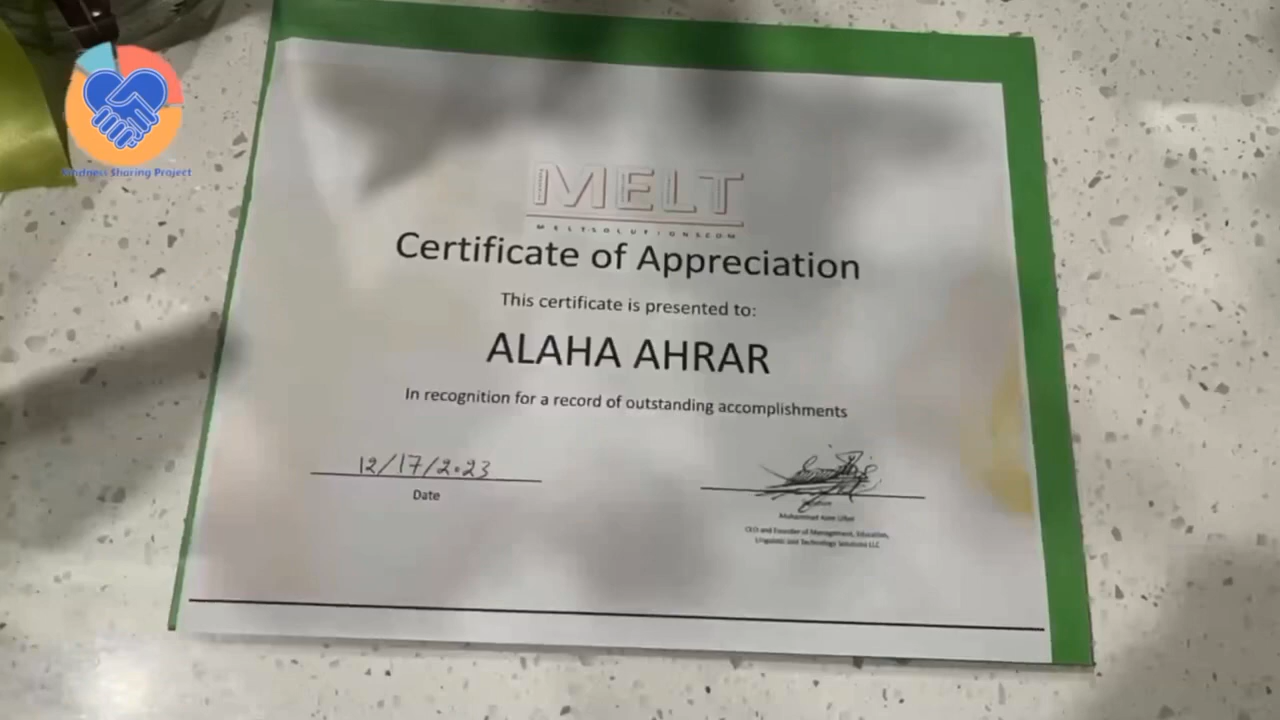 Kindness Sharing Project
MELT
MELTSOLUTIONS.COM
Certificate of Appreciation
This certificate is presented to:
ALAHA AHRAR
In recognition for a record of outstanding accomplishments
12/17/2023
Date
CEO and Founder of Management, Education,
Linguistic and Technology Solutions LLC